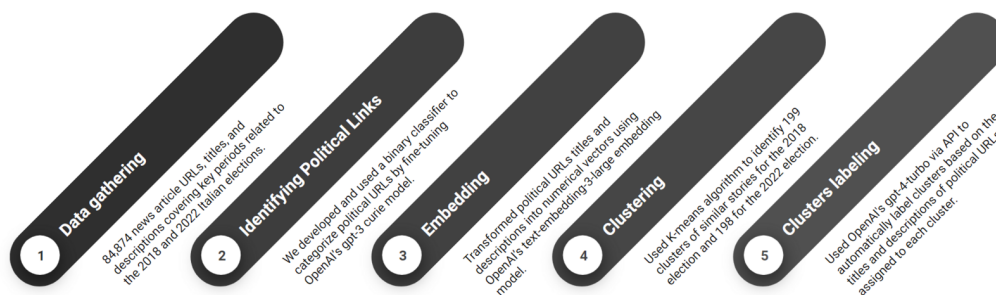 1
Data gathering
84,874 news article URLs, titles, and
descriptions covering key periods related to
the 2018 and 2022 Italian elections.
2
Identifying Political Links
We developed and used a binary classifier to
categorize political URLs by fine-tuning
OpenAI's gpt-3 curie model.
3
Embedding
Transformed political URLs titles and
descriptions into numerical vectors using
OpenAI's text-embedding-3-large embedding
model.
4
Clustering
Used K-means algorithm to identify 199
clusters of similar stories for the 2018
election and 198 for the 2022 election.
5
Clusters labeling
Used OpenAI's gpt-4-turbo via API to
automatically label clusters based on the
titles and descriptions of political URLs
assigned to each cluster.